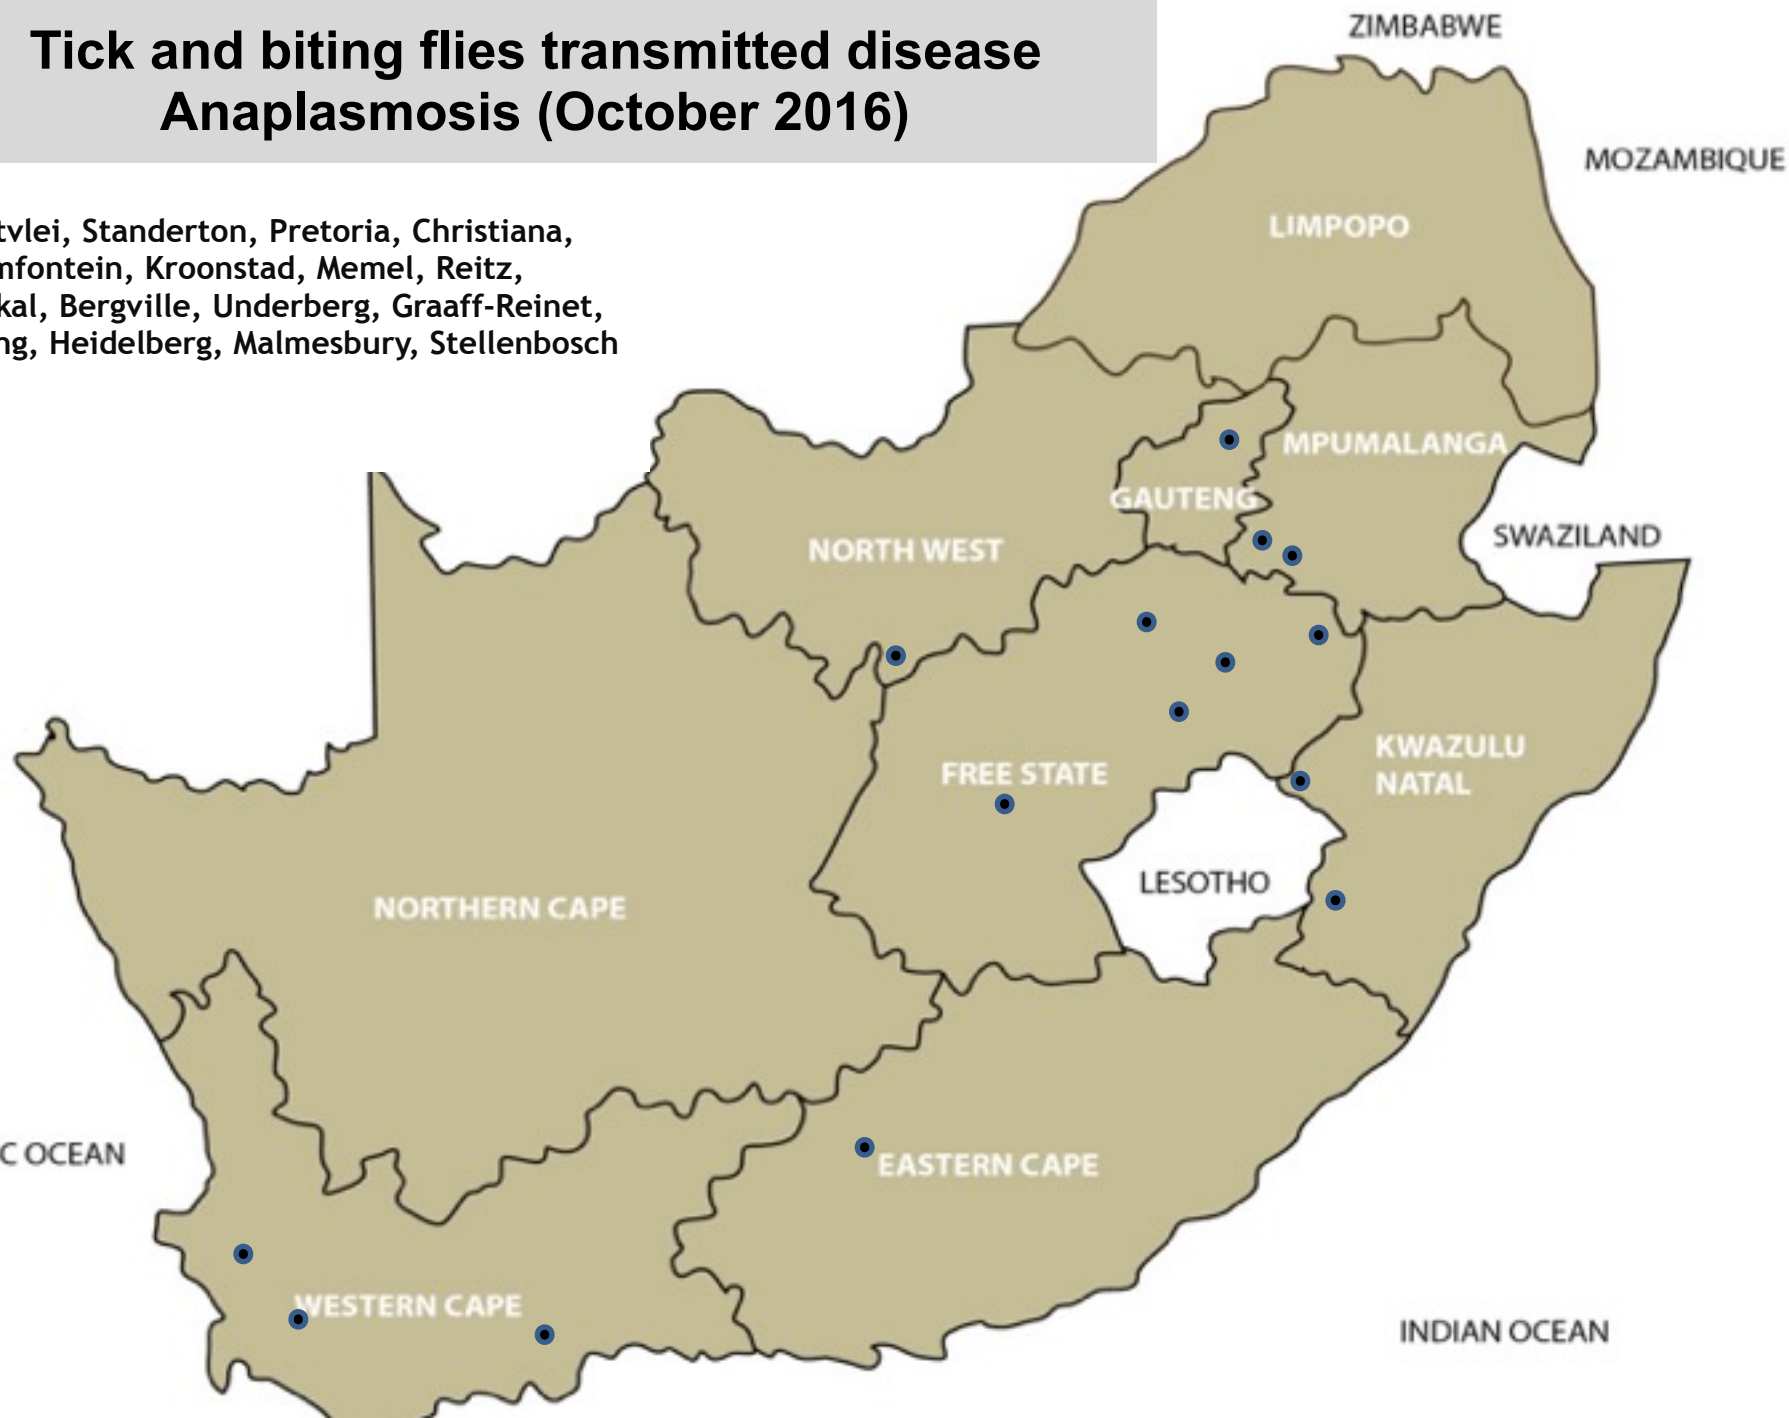 Tick and biting flies transmitted disease
Anaplasmosis (October 2016)
tvlei, Standerton, Pretoria, Christiana,
mfontein, Kroonstad, Memel, Reitz,
kal, Bergville, Underberg, Graaff-Reinet,
ng, Heidelberg, Malmesbury, Stellenbosch
ZIMBABWE
MOZAMBIQUE
LIMPOPO
MPUMALANGA
GAUTENG
SWAZILAND
NORTH WEST
KWAZULU
NATAL
FREE STATE
LESOTHO
NORTHERN CAPE
C OCEAN
EASTERN CAPE
WESTERN CAPE
INDIAN OCEAN